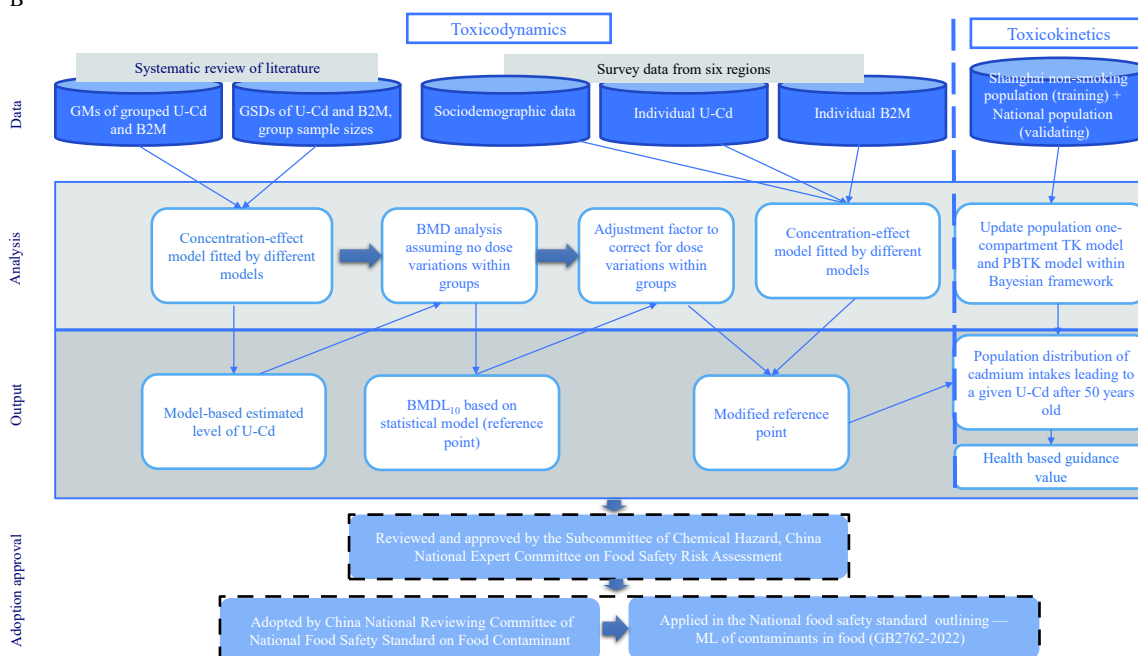 B
Toxicodynamics
Toxicokinetics
Systematic review of literature
Survey data from six regions
Data
GMs of grouped U-Cd
and B2M
GSDs of U-Cd and B2M,
group sample sizes
Sociodemographic data
Individual U-Cd
Individual B2M
Shanghai non-smoking
population (training) +
National population
(validating)
Analysis
Concentration-effect
model fitted by different
models
BMD analysis
assuming no dose
variations within
groups
Adjustment factor to
correct for dose
variations within
groups
Concentration-effect
model fitted by different
models
Update population one-
compartment TK model
and PBTK model within
Bayesian framework
Output
Model-based estimated
level of U-Cd
BMDL₁₀ based on
statistical model (reference
point)
Modified reference
point
Population distribution of
cadmium intakes leading to
a given U-Cd after 50 years
old
Health based guidance
value
Adoption approval
Reviewed and approved by the Subcommittee of Chemical Hazard, China
National Expert Committee on Food Safety Risk Assessment
Adopted by China National Reviewing Committee of
National Food Safety Standard on Food Contaminant
Applied in the National food safety standard outlining —
ML of contaminants in food (GB2762-2022)